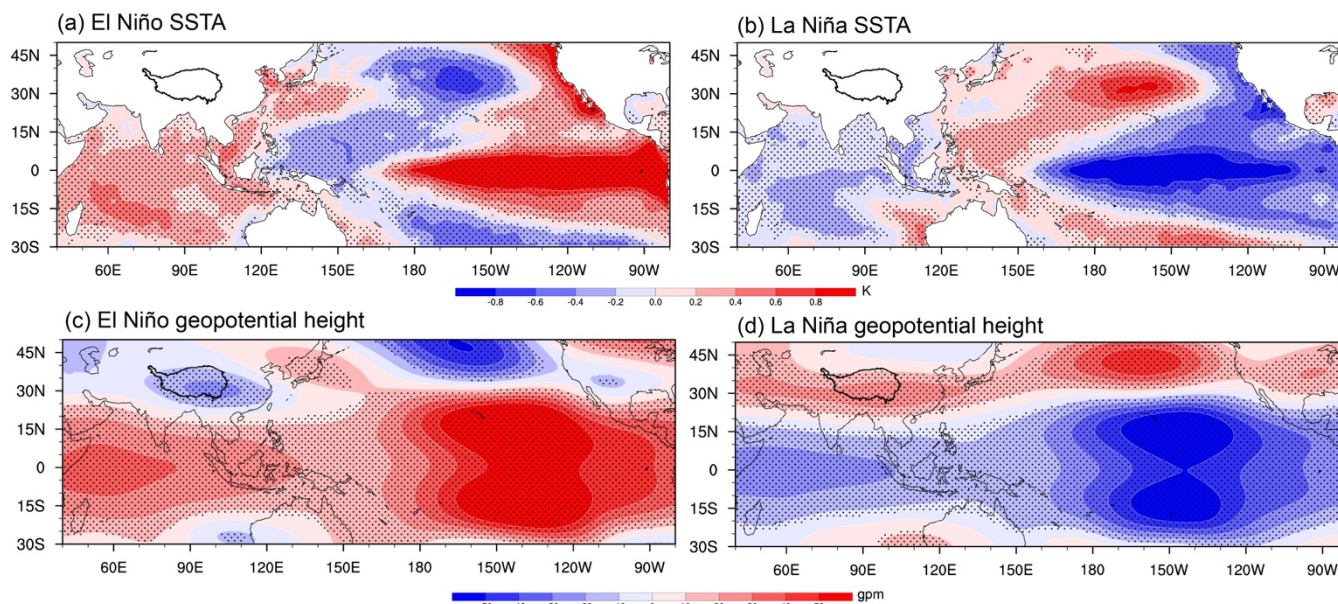 (a) El Niño SSTA
(b) La Niña SSTA
45N
30N
15N
0
15S
30S
60E 90E 120E 150E 180 150W 120W 90W
45N
30N
15N
0
15S
30S
60E 90E 120E 150E 180 150W 120W 90W
-0.8 -0.6 -0.4 -0.2 0.0 0.2 0.4 0.6 0.8 K
(c) El Niño geopotential height
(d) La Niña geopotential height
45N
30N
15N
0
15S
30S
60E 90E 120E 150E 180 150W 120W 90W
45N
30N
15N
0
15S
30S
60E 90E 120E 150E 180 150W 120W 90W
gpm